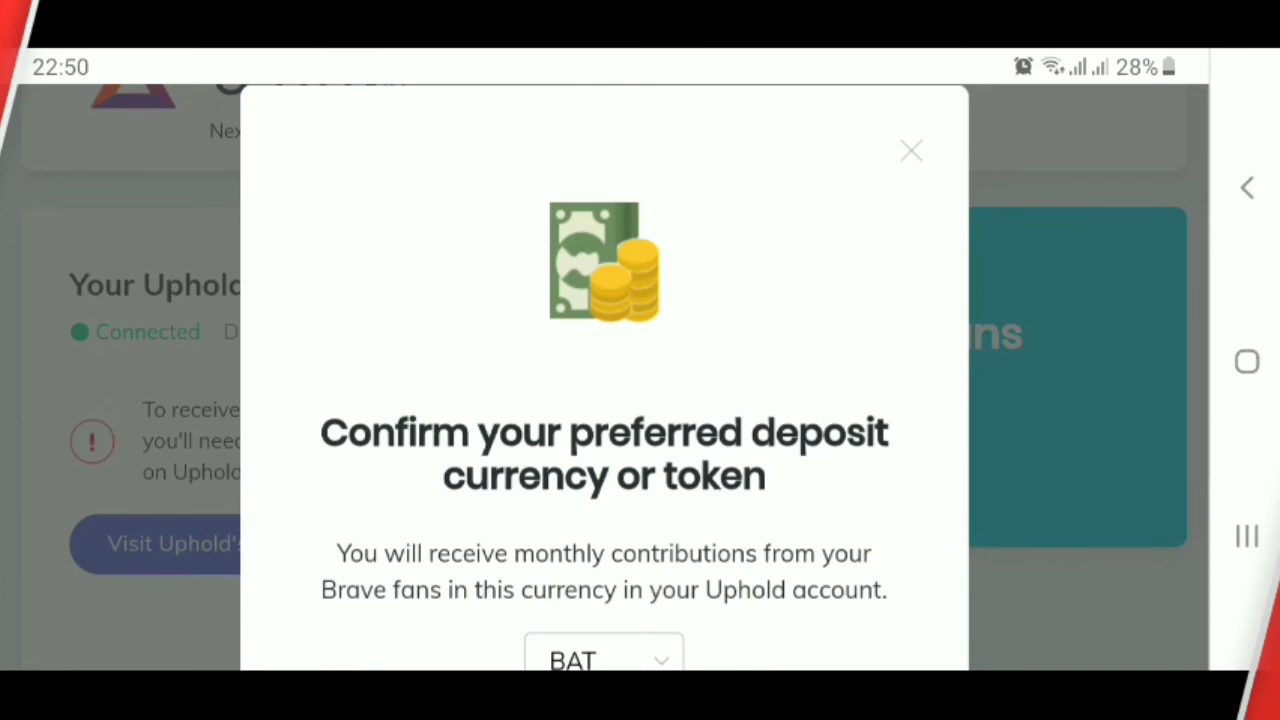 22:50
28%
Nex
Your Uphold
Connected D
ns
To receive
you'll need
on Uphold
Visit Uphold's
Confirm your preferred deposit
currency or token
You will receive monthly contributions from your
Brave fans in this currency in your Uphold account.
BAT